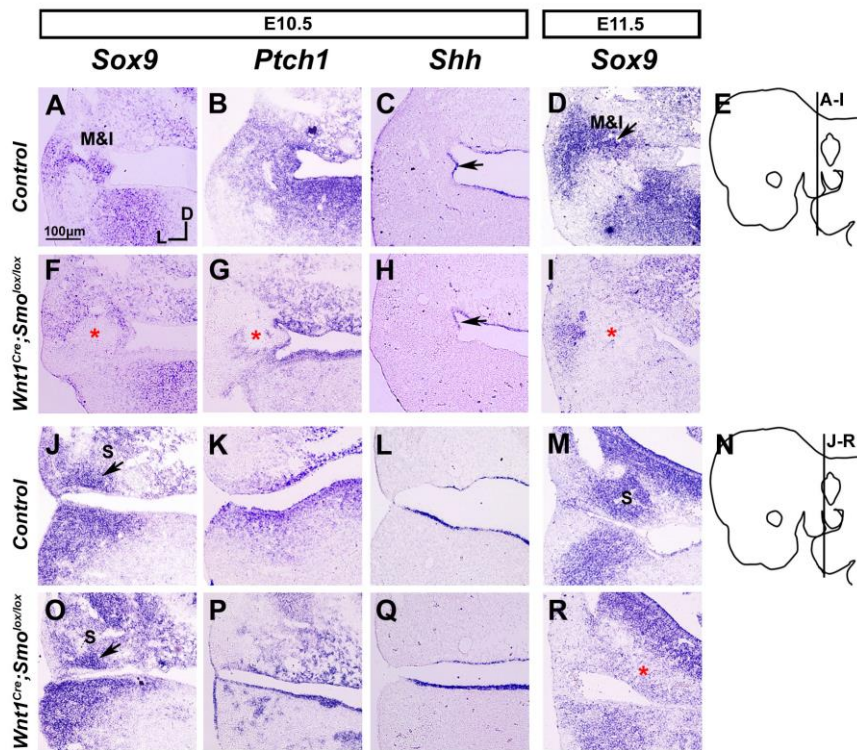 E10.5 E11.5
Sox9 Ptch1 Shh Sox9
Control
A M&I 100µm L D
B
C
D M&I
E A-I
Wnt1Cre;Smolox/lox
F *
G *
H
I *
Control
J S
K
L
M S
N J-R
Wnt1Cre;Smolox/lox
O S
P
Q
R *